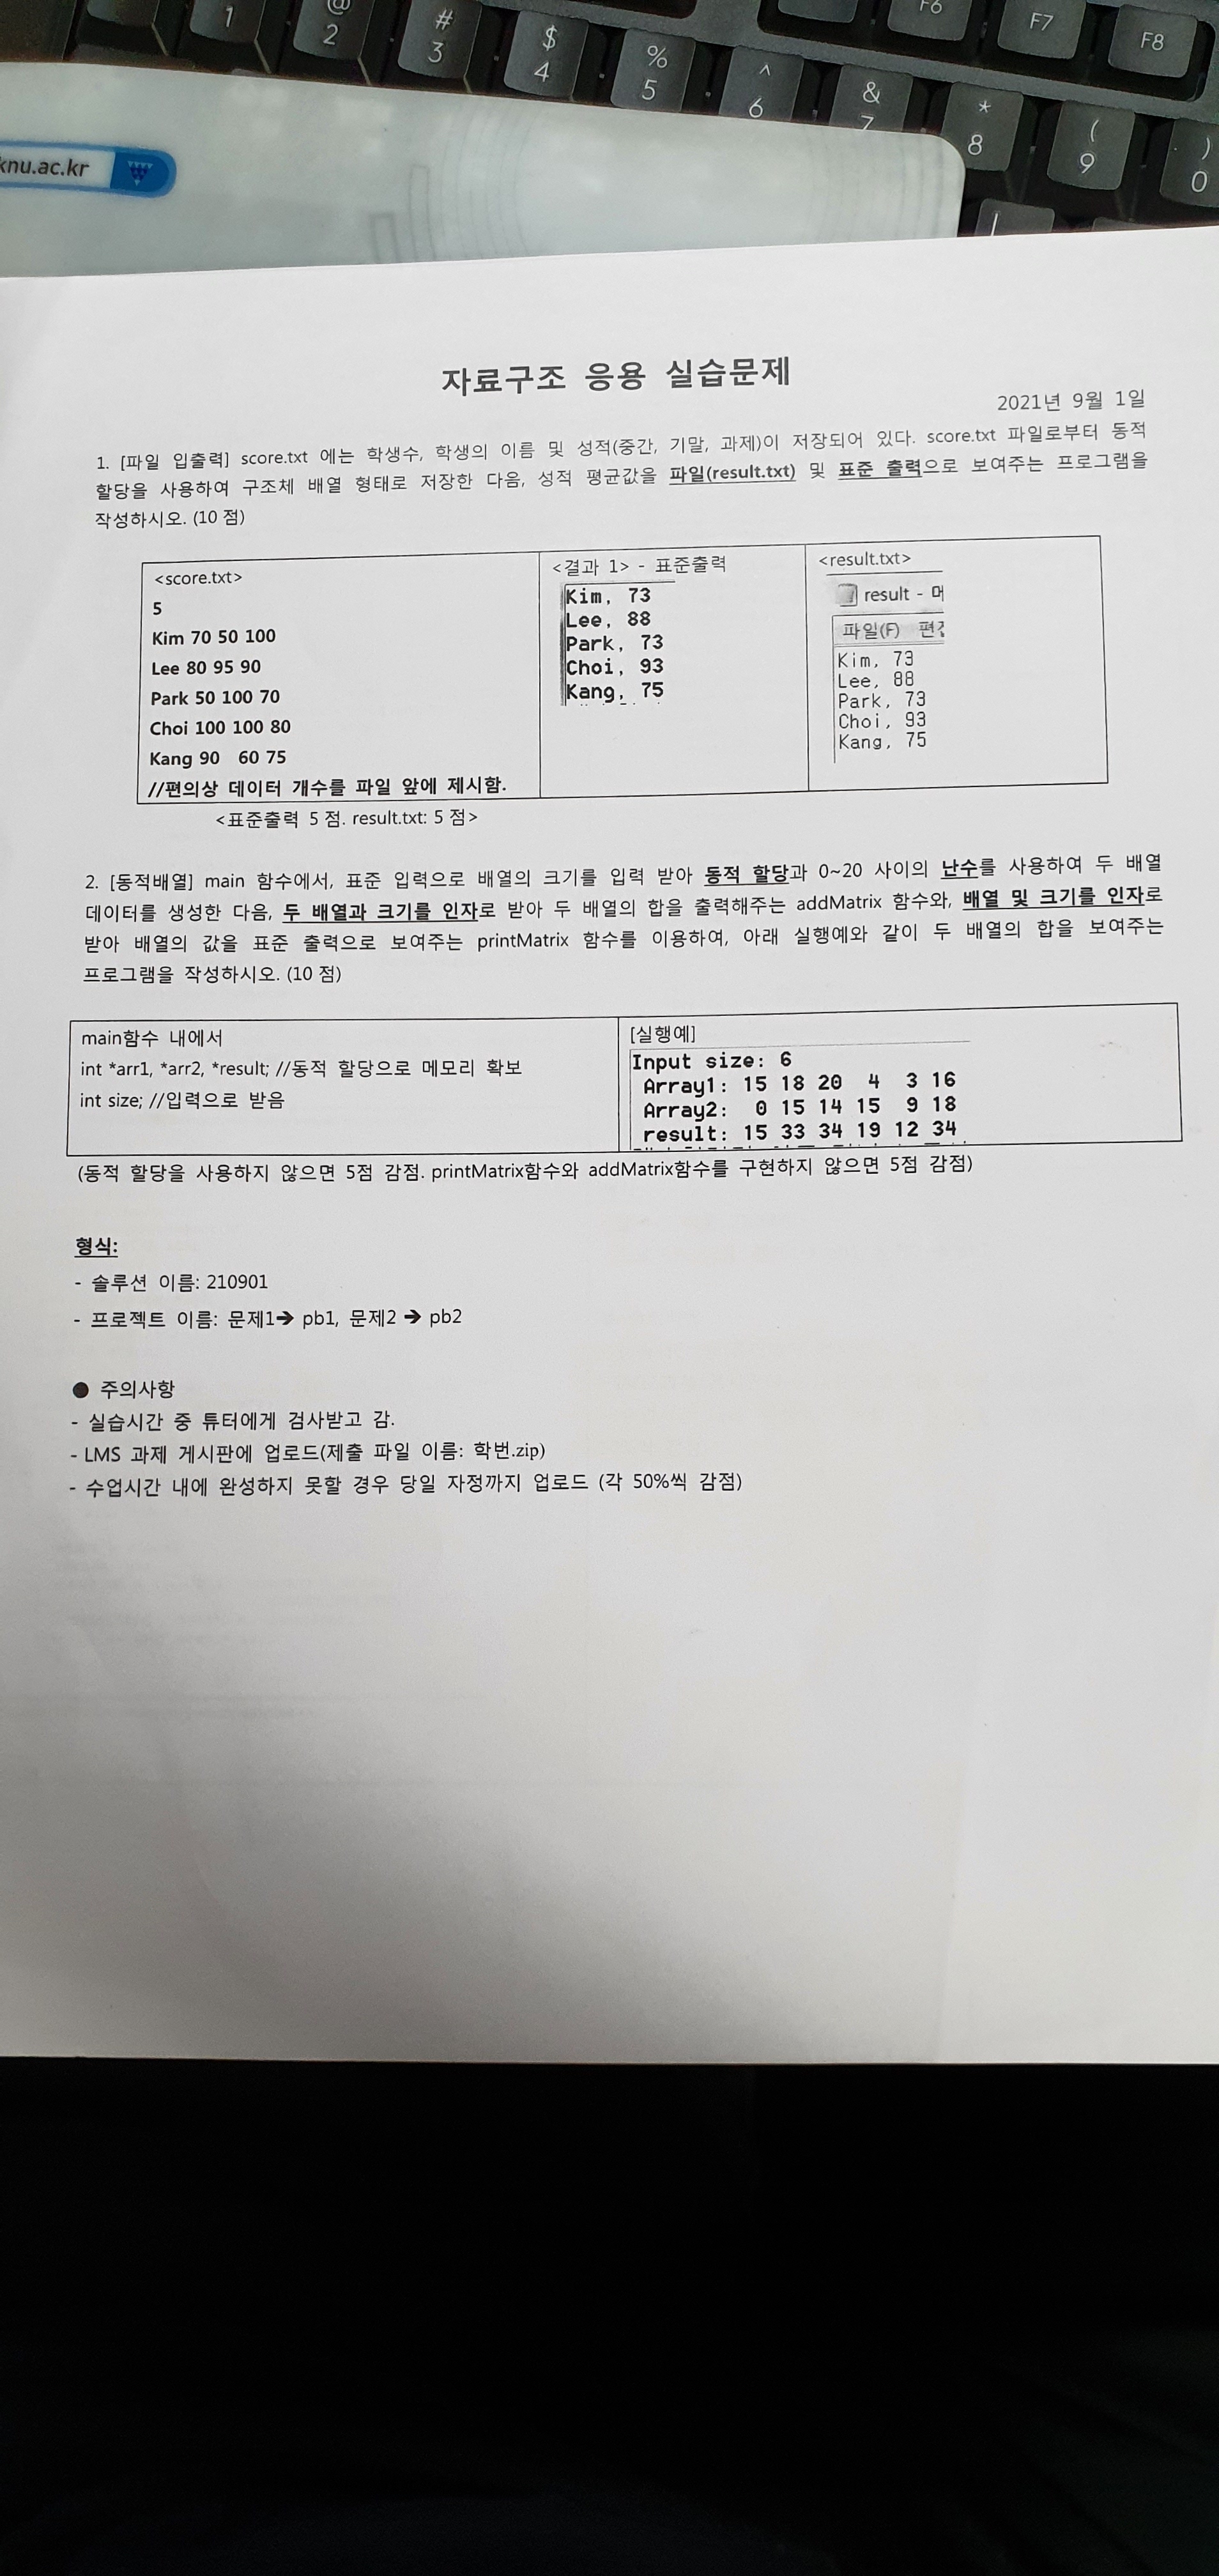 1
@
2
#
3
$
4
%
5
^
6
&
7
*
8
(
9
)
0
F6
F7
F8
knu.ac.kr
자료구조 응용 실습문제
2021년 9월 1일
1. [파일 입출력] score.txt 에는 학생수, 학생의 이름 및 성적(중간, 기말, 과제)이 저장되어 있다. score.txt 파일로부터 동적
할당을 사용하여 구조체 배열 형태로 저장한 다음, 성적 평균값을 파일(result.txt) 및 표준 출력으로 보여주는 프로그램을
작성하시오. (10 점)
<score.txt>
5
Kim 70 50 100
Lee 80 95 90
Park 50 100 70
Choi 100 100 80
Kang 90 60 75
//편의상 데이터 개수를 파일 앞에 제시함.
<결과 1> - 표준출력
Kim, 73
Lee, 88
Park, 73
Choi, 93
Kang, 75
<result.txt>
result - 머
파일(F) 편집
Kim, 73
Lee, 88
Park, 73
Choi, 93
Kang, 75
<표준출력 5 점. result.txt: 5 점>
2. [동적배열] main 함수에서, 표준 입력으로 배열의 크기를 입력 받아 동적 할당과 0~20 사이의 난수를 사용하여 두 배열
데이터를 생성한 다음, 두 배열과 크기를 인자로 받아 두 배열의 합을 출력해주는 addMatrix 함수와, 배열 및 크기를 인자로
받아 배열의 값을 표준 출력으로 보여주는 printMatrix 함수를 이용하여, 아래 실행예와 같이 두 배열의 합을 보여주는
프로그램을 작성하시오. (10 점)
main함수 내에서
int *arr1, *arr2, *result; //동적 할당으로 메모리 확보
int size; //입력으로 받음
[실행예]
Input size: 6
Array1: 15 18 20 4 3 16
Array2: 0 15 14 15 9 18
result: 15 33 34 19 12 34
(동적 할당을 사용하지 않으면 5점 감점. printMatrix함수와 addMatrix함수를 구현하지 않으면 5점 감점)
형식:
- 솔루션 이름: 210901
- 프로젝트 이름: 문제1➔ pb1, 문제2 ➔ pb2
● 주의사항
- 실습시간 중 튜터에게 검사받고 감.
- LMS 과제 게시판에 업로드(제출 파일 이름: 학번.zip)
- 수업시간 내에 완성하지 못할 경우 당일 자정까지 업로드 (각 50%씩 감점)